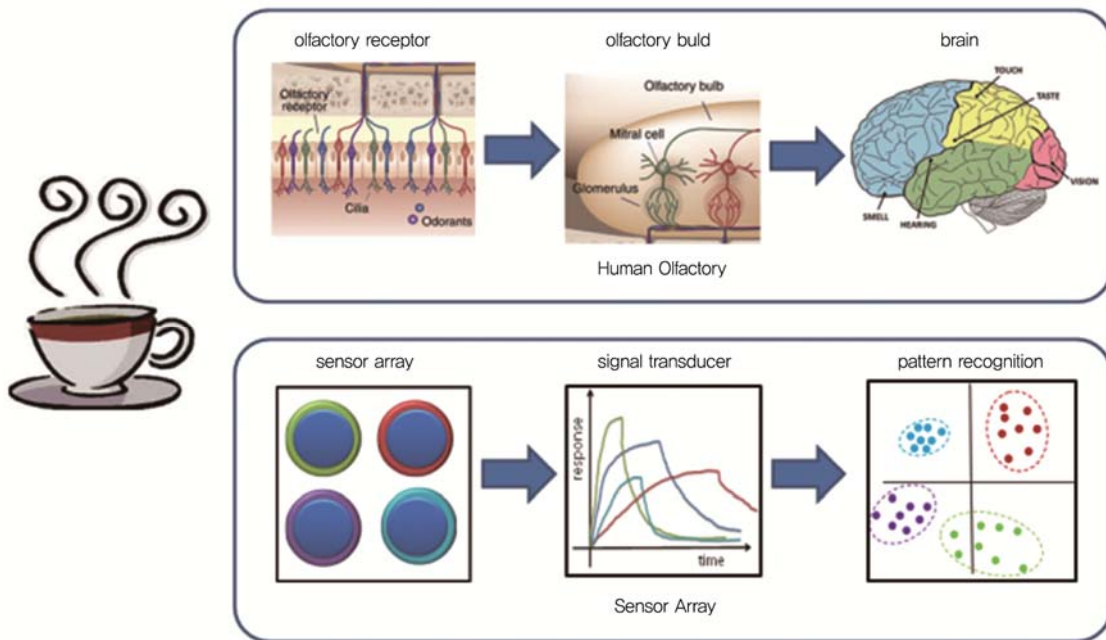 olfactory receptor
olfactory buld
brain
Olfactory
receptor
Cilia
Odorants
Olfactory bulb
Mitral cell
Glomerulus
TOUCH
TASTE
VISION
SMELL
HEARING
Human Olfactory
sensor array
signal transducer
pattern recognition
response
time
Sensor Array